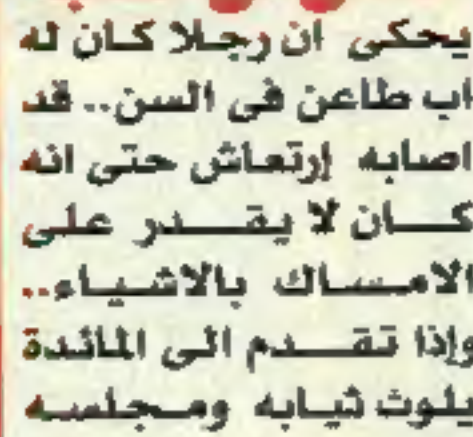 يحكى ان رجلا كان له
اب طاعن فى السن.. قد
اصابه إرتعاش حتى انه
كان لا يقدر على
الامساك بالاشياء..
وإذا تقدم الى المائدة
يلوث ثيابه ومجلسه